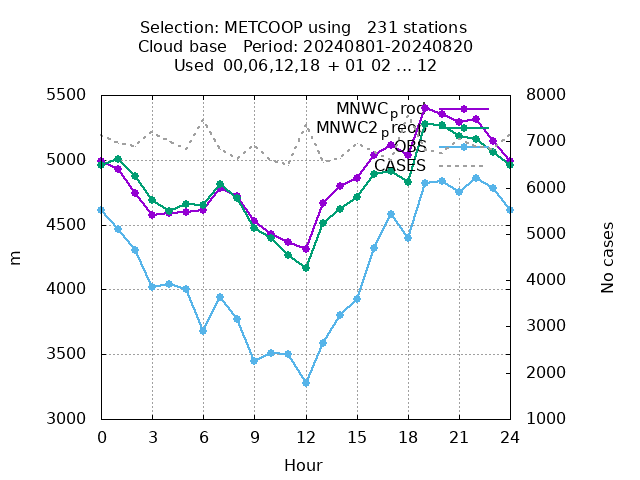 Selection: METCOOP using 231 stations
Cloud base Period: 20240801-20240820
Used 00,06,12,18 + 01 02 ... 12
5500
5000
4500
4000
3500
3000
8000
7000
6000
5000
4000
3000
2000
1000
MNWCproc
MNWC2preop
OBS
CASES
m
No cases
0 3 6 9 12 15 18 21 24
Hour